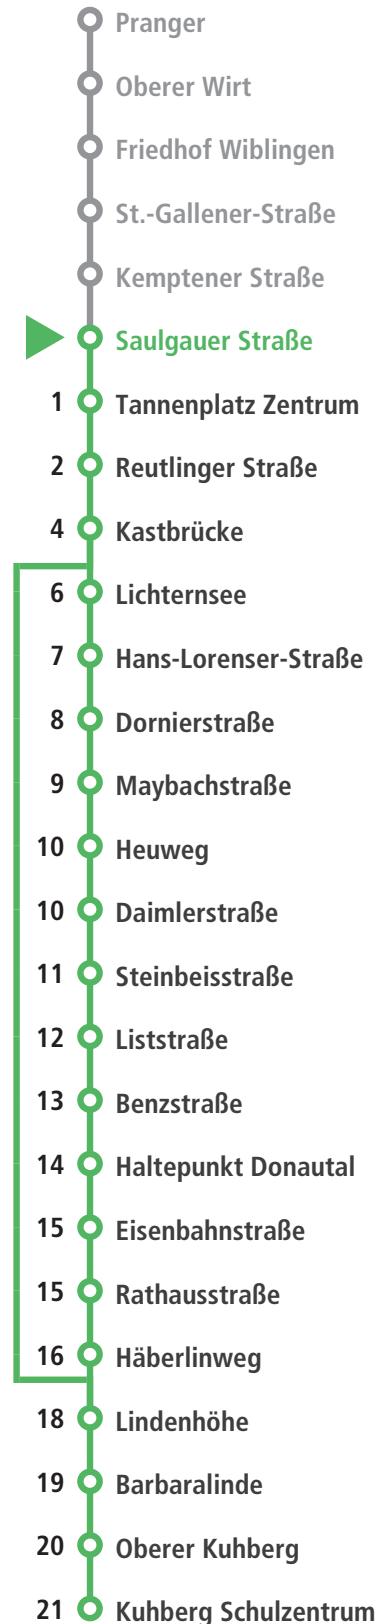 Pranger
Oberer Wirt
Friedhof Wiblingen
St.-Gallener-Straße
Kemptener Straße
Saulgauer Straße
1 Tannenplatz Zentrum
2 Reutlinger Straße
4 Kastbrücke
6 Lichternsee
7 Hans-Lorenser-Straße
8 Dornierstraße
9 Maybachstraße
10 Heuweg
10 Daimlerstraße
11 Steinbeisstraße
12 Liststraße
13 Benzstraße
14 Haltepunkt Donautal
15 Eisenbahnstraße
15 Rathausstraße
16 Häberlinweg
18 Lindenhöhe
19 Barbaralinde
20 Oberer Kuhberg
21 Kuhberg Schulzentrum